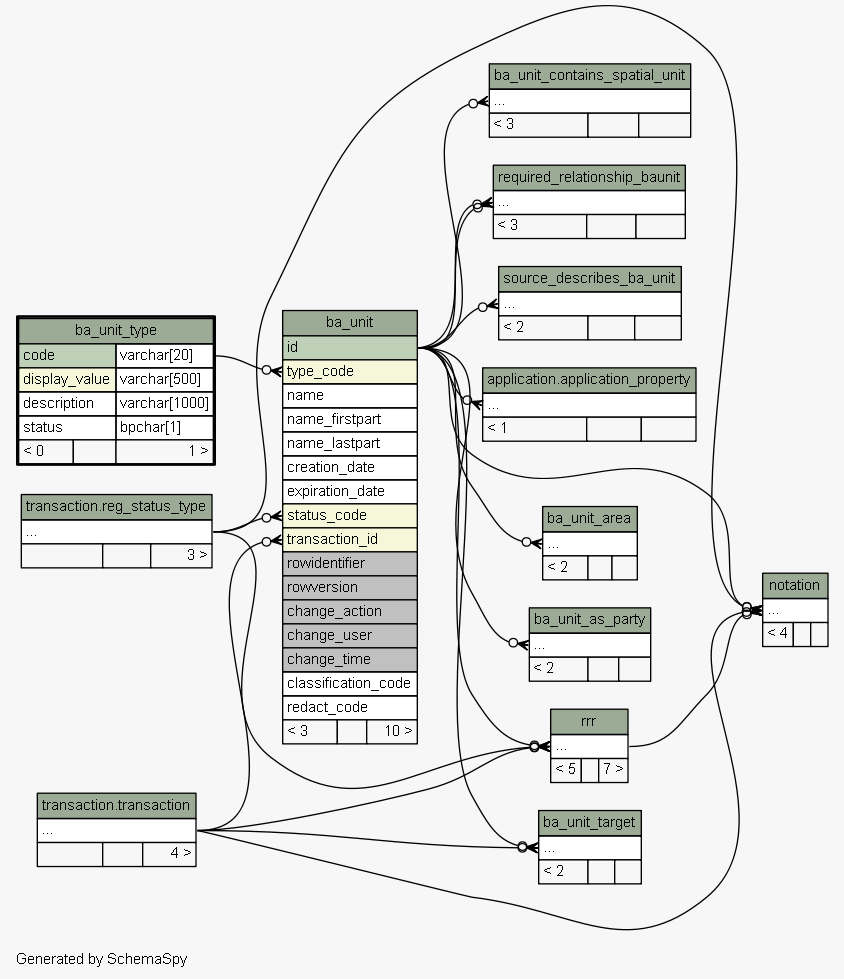 ba_unit_contains_spatial_unit
...
< 3
required_relationship_baunit
...
< 3
source_describes_ba_unit
...
< 2
application.application_property
...
< 1
ba_unit_type
code varchar[20]
display_value varchar[500]
description varchar[1000]
status bpchar[1]
< 0 1 >
ba_unit
id
type_code
name
name_firstpart
name_lastpart
creation_date
expiration_date
status_code
transaction_id
rowidentifier
rowversion
change_action
change_user
change_time
classification_code
redact_code
< 3 10 >
transaction.reg_status_type
...
3 >
ba_unit_area
...
< 2
notation
...
< 4
ba_unit_as_party
...
< 2
rrr
...
< 5 7 >
transaction.transaction
...
4 >
ba_unit_target
...
< 2
Generated by SchemaSpy